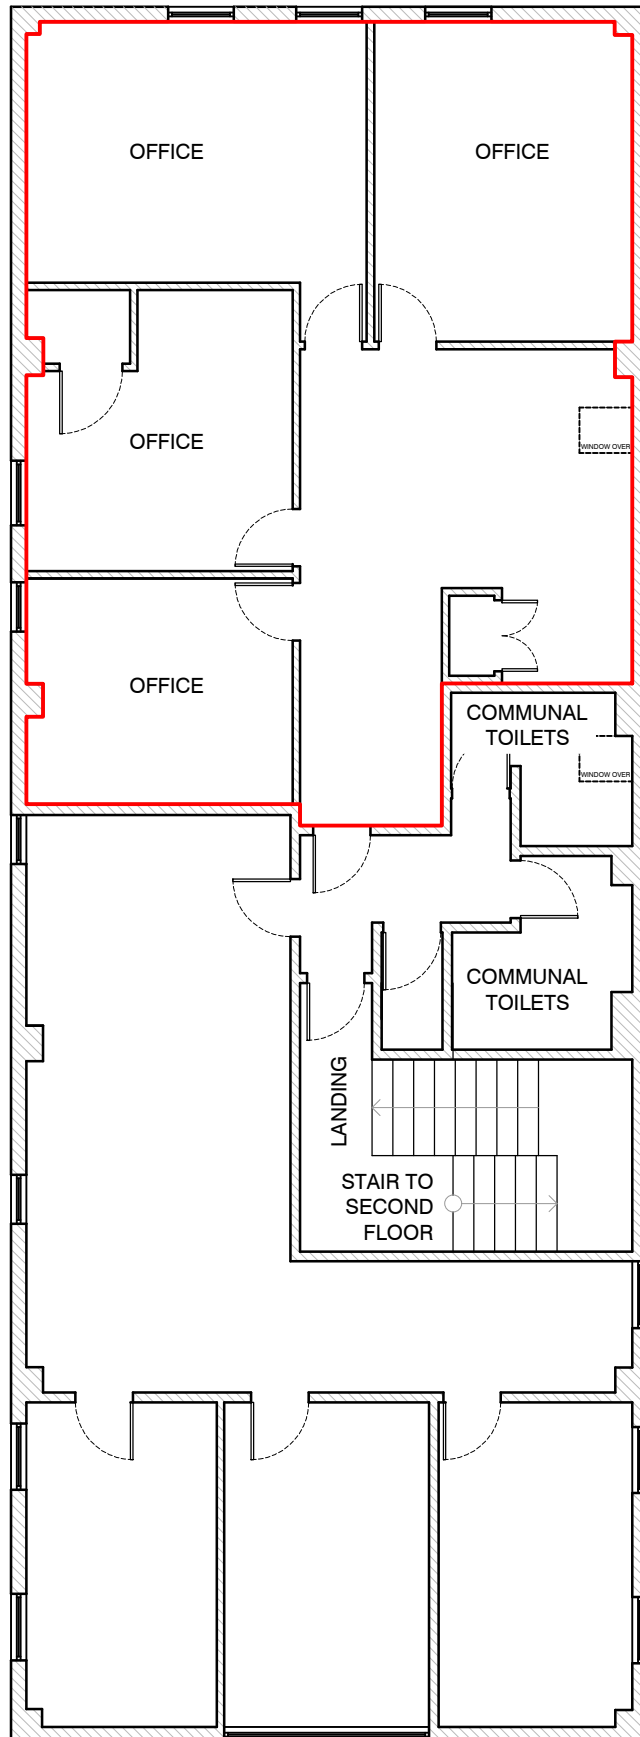 OFFICE
OFFICE
OFFICE
WINDOW OVER
OFFICE
COMMUNAL
TOILETS
WINDOW OVER
COMMUNAL
TOILETS
LANDING
STAIR TO
SECOND
FLOOR